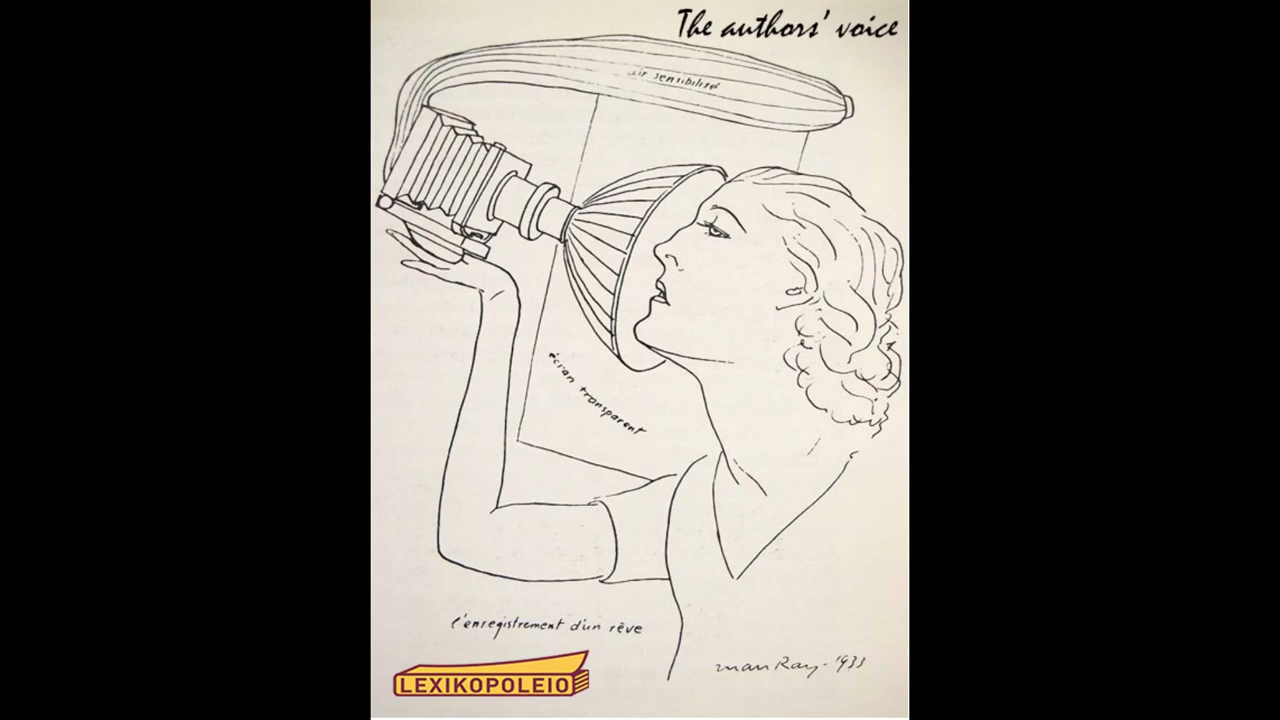 The authors' voice
air sensibilisé
écran transparent
l'enregistrement d'un rêve
man Ray - 1933
LEXIKOPOLEIO